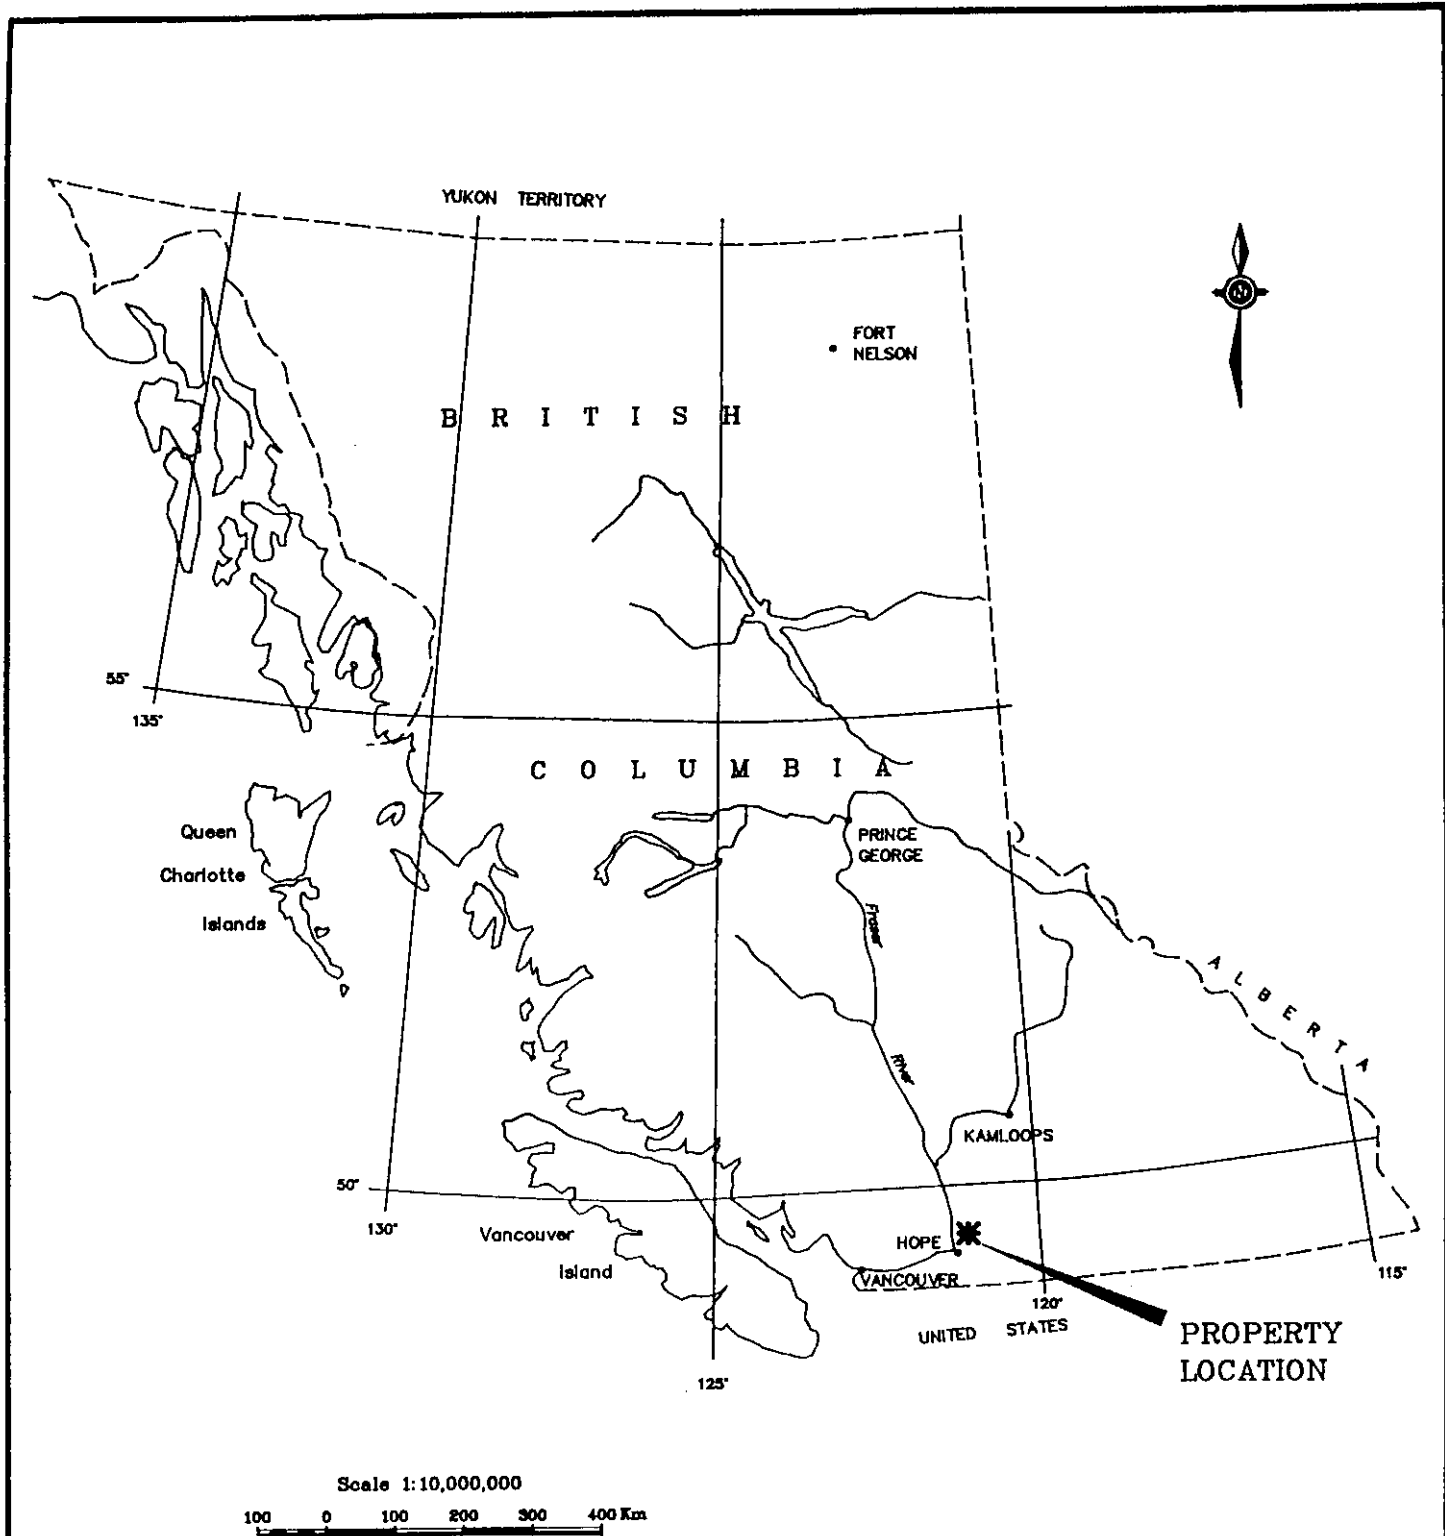 YUKON TERRITORY
N
FORT
NELSON
BRITISH
55°
135°
COLUMBIA
Queen
Charlotte
Islands
PRINCE
GEORGE
Fraser
River
ALBERTA
KAMLOOPS
50°
130°
Vancouver
Island
HOPE
VANCOUVER
115°
120°
UNITED STATES
PROPERTY
LOCATION
125°
Scale 1:10,000,000
100 0 100 200 300 400 Km